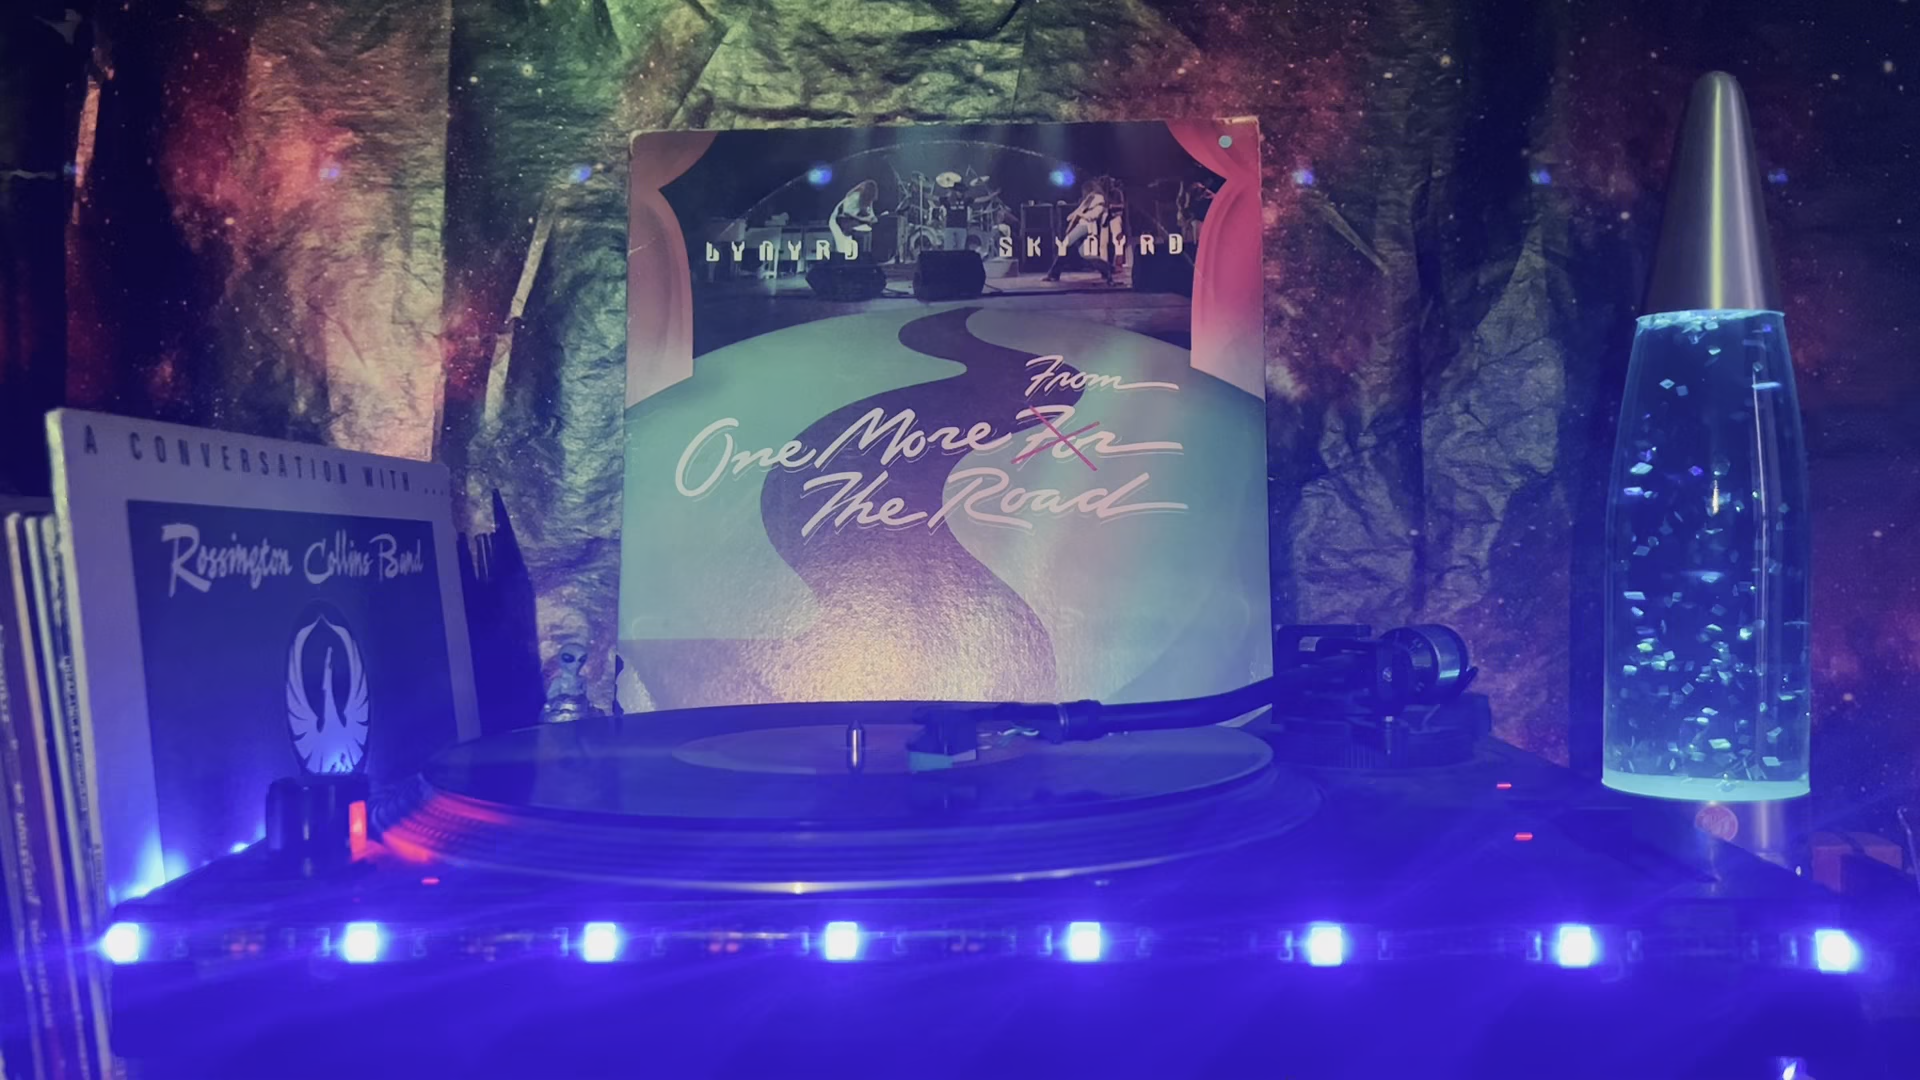 LYNYRD SKYNYRD
From
One More For
The Road
A CONVERSATION WITH ...
Rossington Collins Band